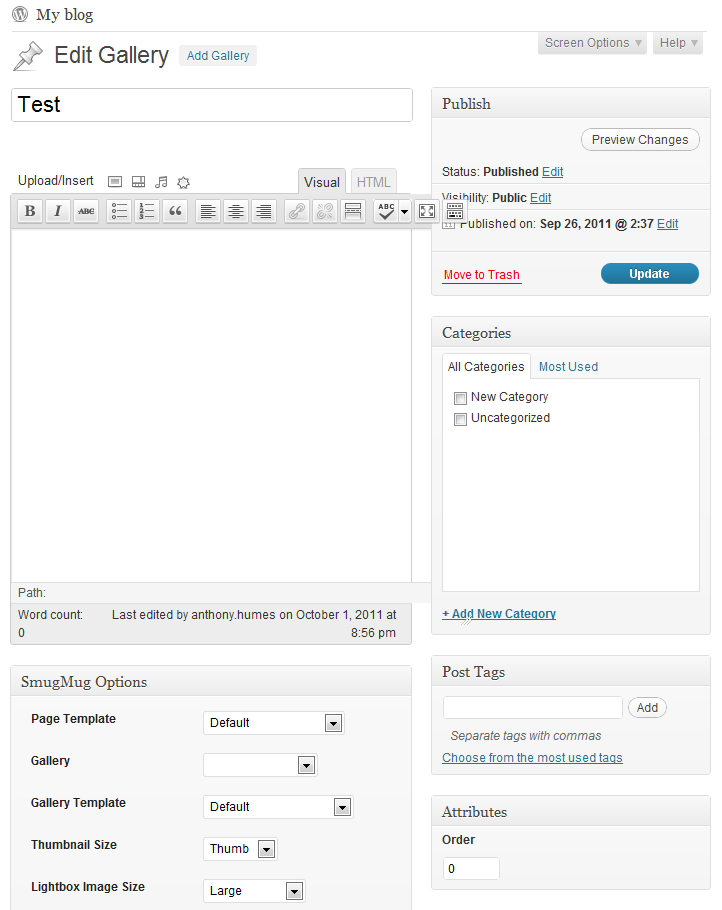 My blog
Screen Options
Help
Edit Gallery
Add Gallery
Test
Upload/Insert
Visual
HTML
B I ABC
ABC
Path:
Word count:
0
Last edited by anthony.humes on October 1, 2011 at
8:56 pm
SmugMug Options
Page Template
Default
Gallery
Gallery Template
Default
Thumbnail Size
Thumb
Lightbox Image Size
Large
Publish
Preview Changes
Status: Published Edit
Visibility: Public Edit
Published on: Sep 26, 2011 @ 2:37 Edit
Move to Trash
Update
Categories
All Categories
Most Used
New Category
Uncategorized
+ Add New Category
Post Tags
Add
Separate tags with commas
Choose from the most used tags
Attributes
Order
0